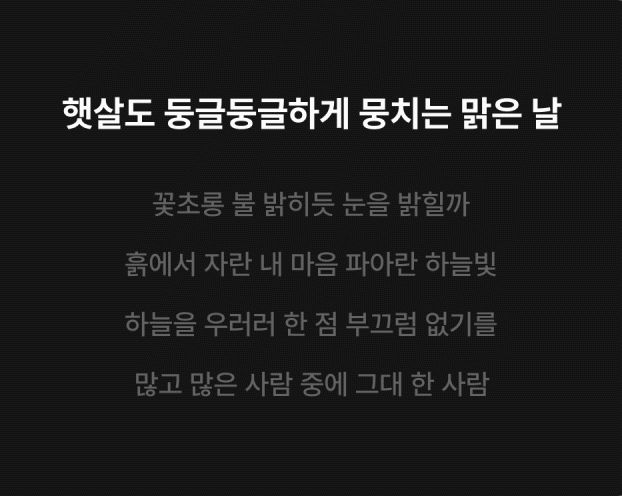 햇살도 둥글둥글하게 뭉치는 맑은 날
꽃초롱 불 밝히듯 눈을 밝힐까
흙에서 자란 내 마음 파아란 하늘빛
하늘을 우러러 한 점 부끄럼 없기를
많고 많은 사람 중에 그대 한 사람